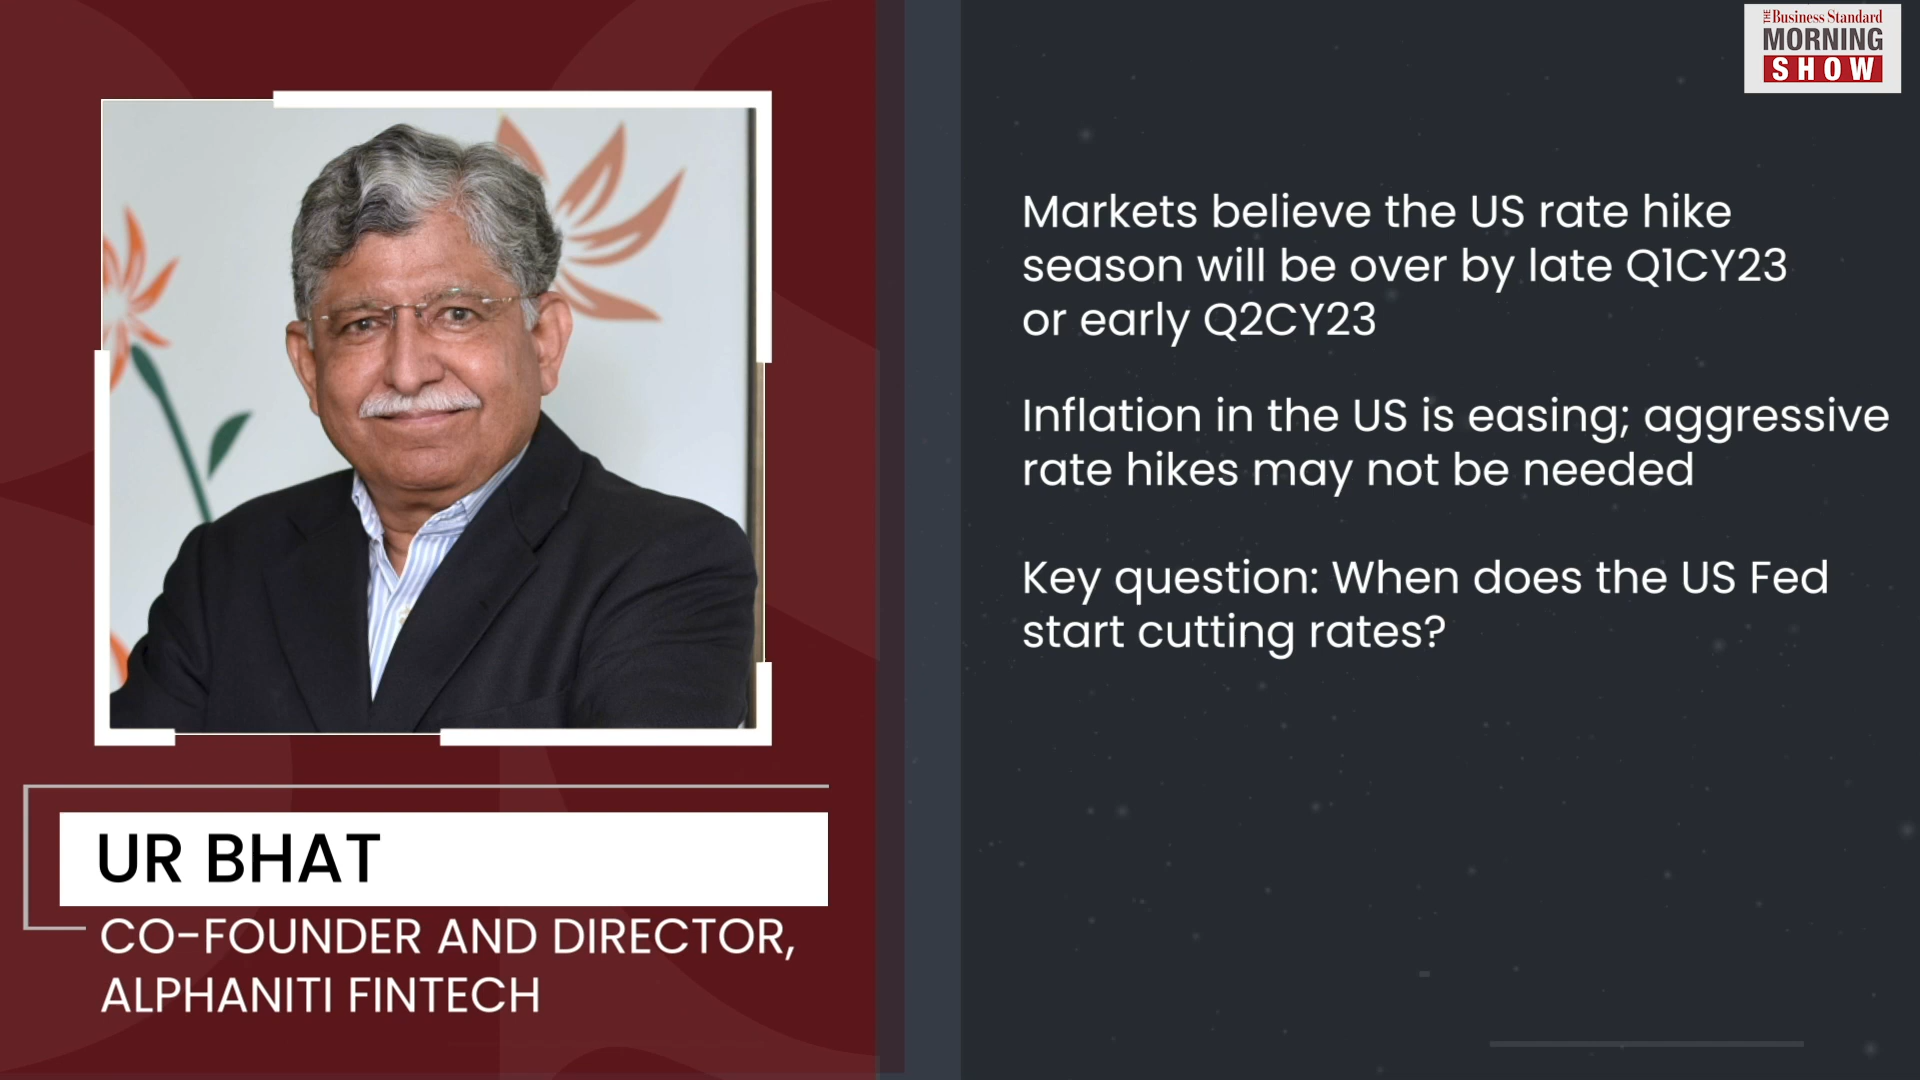 THE Business Standard
MORNING
SHOW
Markets believe the US rate hike
season will be over by late Q1CY23
or early Q2CY23
Inflation in the US is easing; aggressive
rate hikes may not be needed
Key question: When does the US Fed
start cutting rates?
UR BHAT
CO-FOUNDER AND DIRECTOR,
ALPHANITI FINTECH